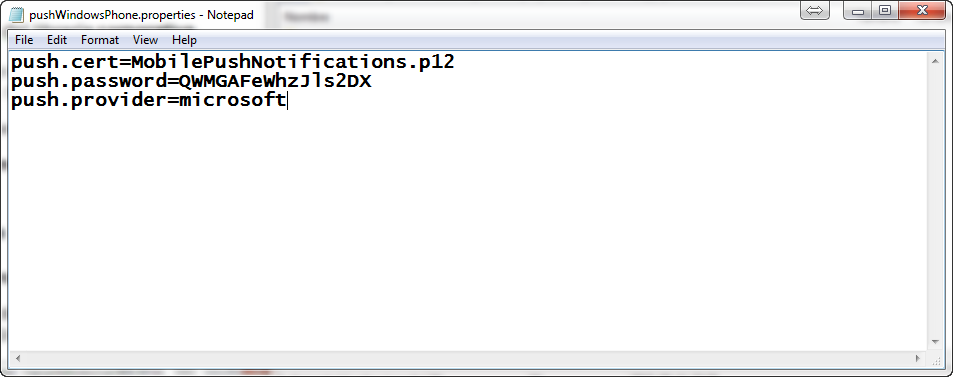 pushWindowsPhone.properties - Notepad
File Edit Format View Help
push.cert=MobilePushNotifications.p12
push.password=QWMGAFeWhzJls2DX
push.provider=microsoft